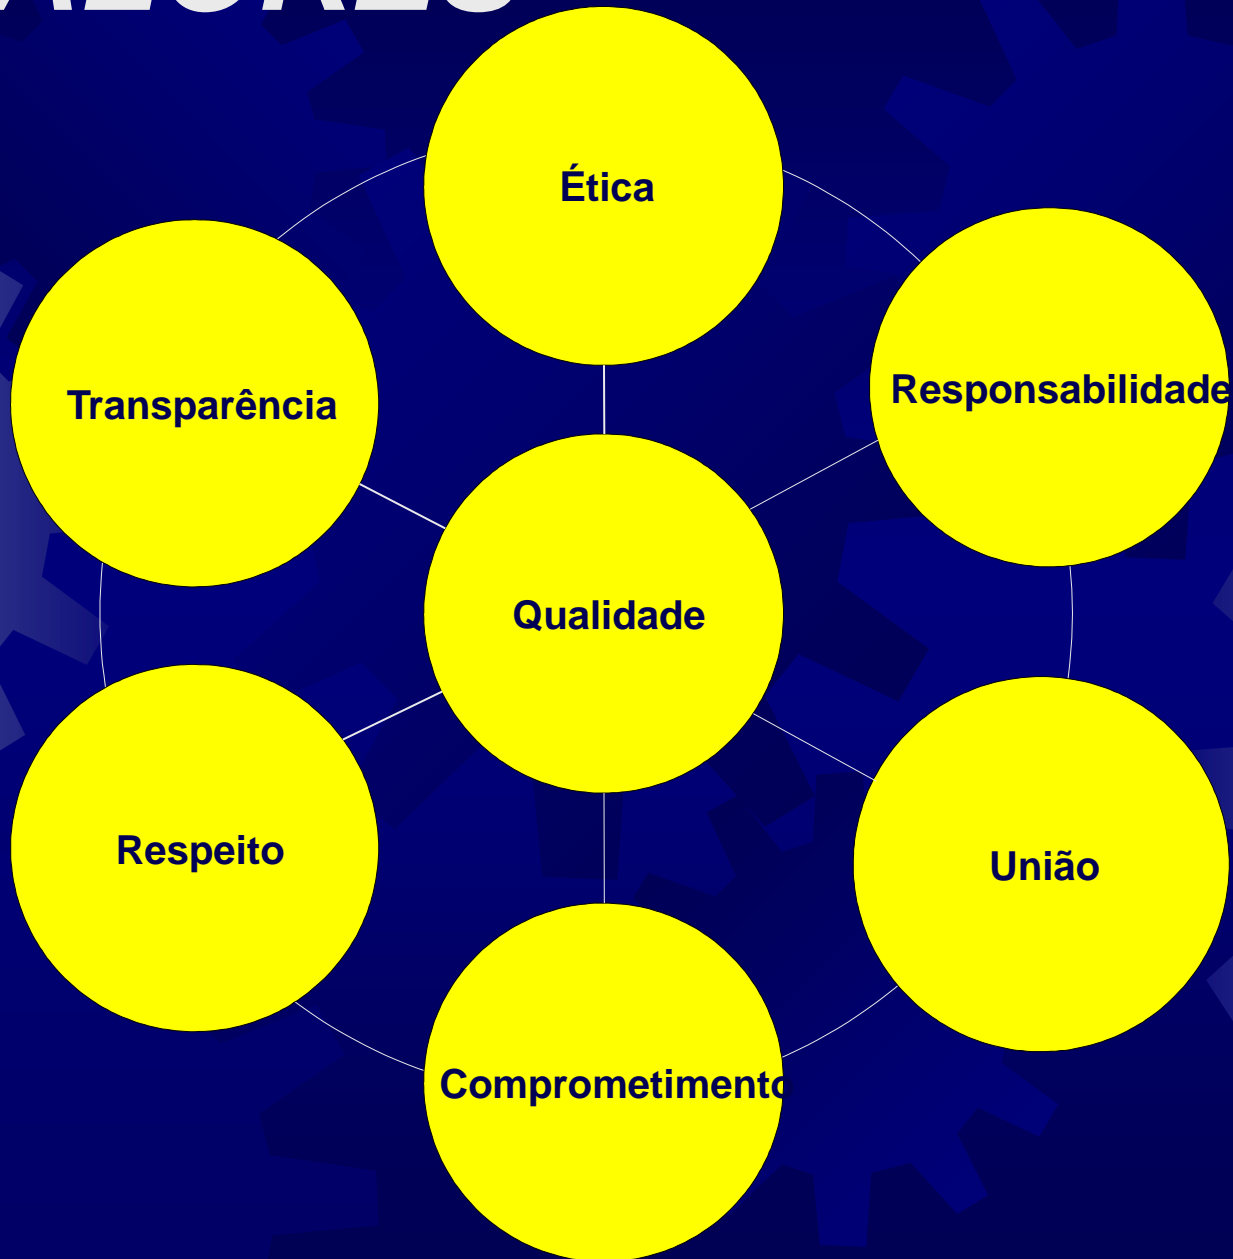 Ética
Responsabilidade
Transparência
Qualidade
Respeito
União
Comprometimento